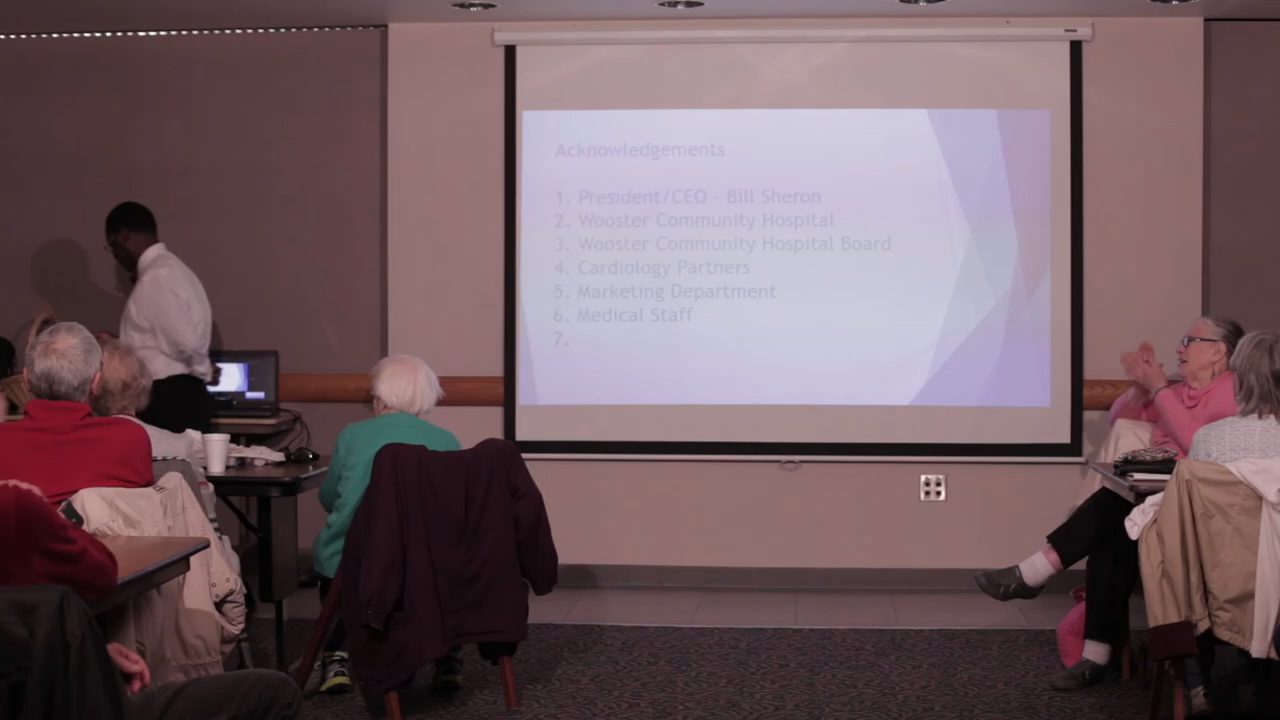 Acknowledgements
1. President/CEO - Bill Sheron
2. Wooster Community Hospital
3. Wooster Community Hospital Board
4. Cardiology Partners
5. Marketing Department
6. Medical Staff
7.